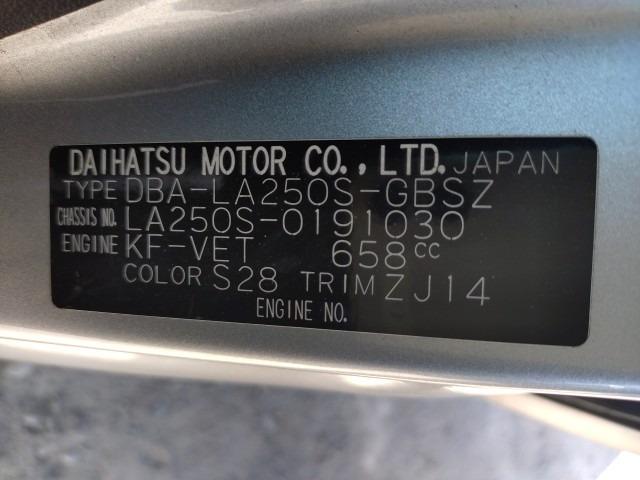 DAIHATSU MOTOR CO., LTD. JAPAN
TYPE DBA-LA250S-GBSZ
CHASSIS NO. LA250S-0191030
ENGINE KF-VET 658cc
COLOR S28 TRIM ZJ14
ENGINE NO.